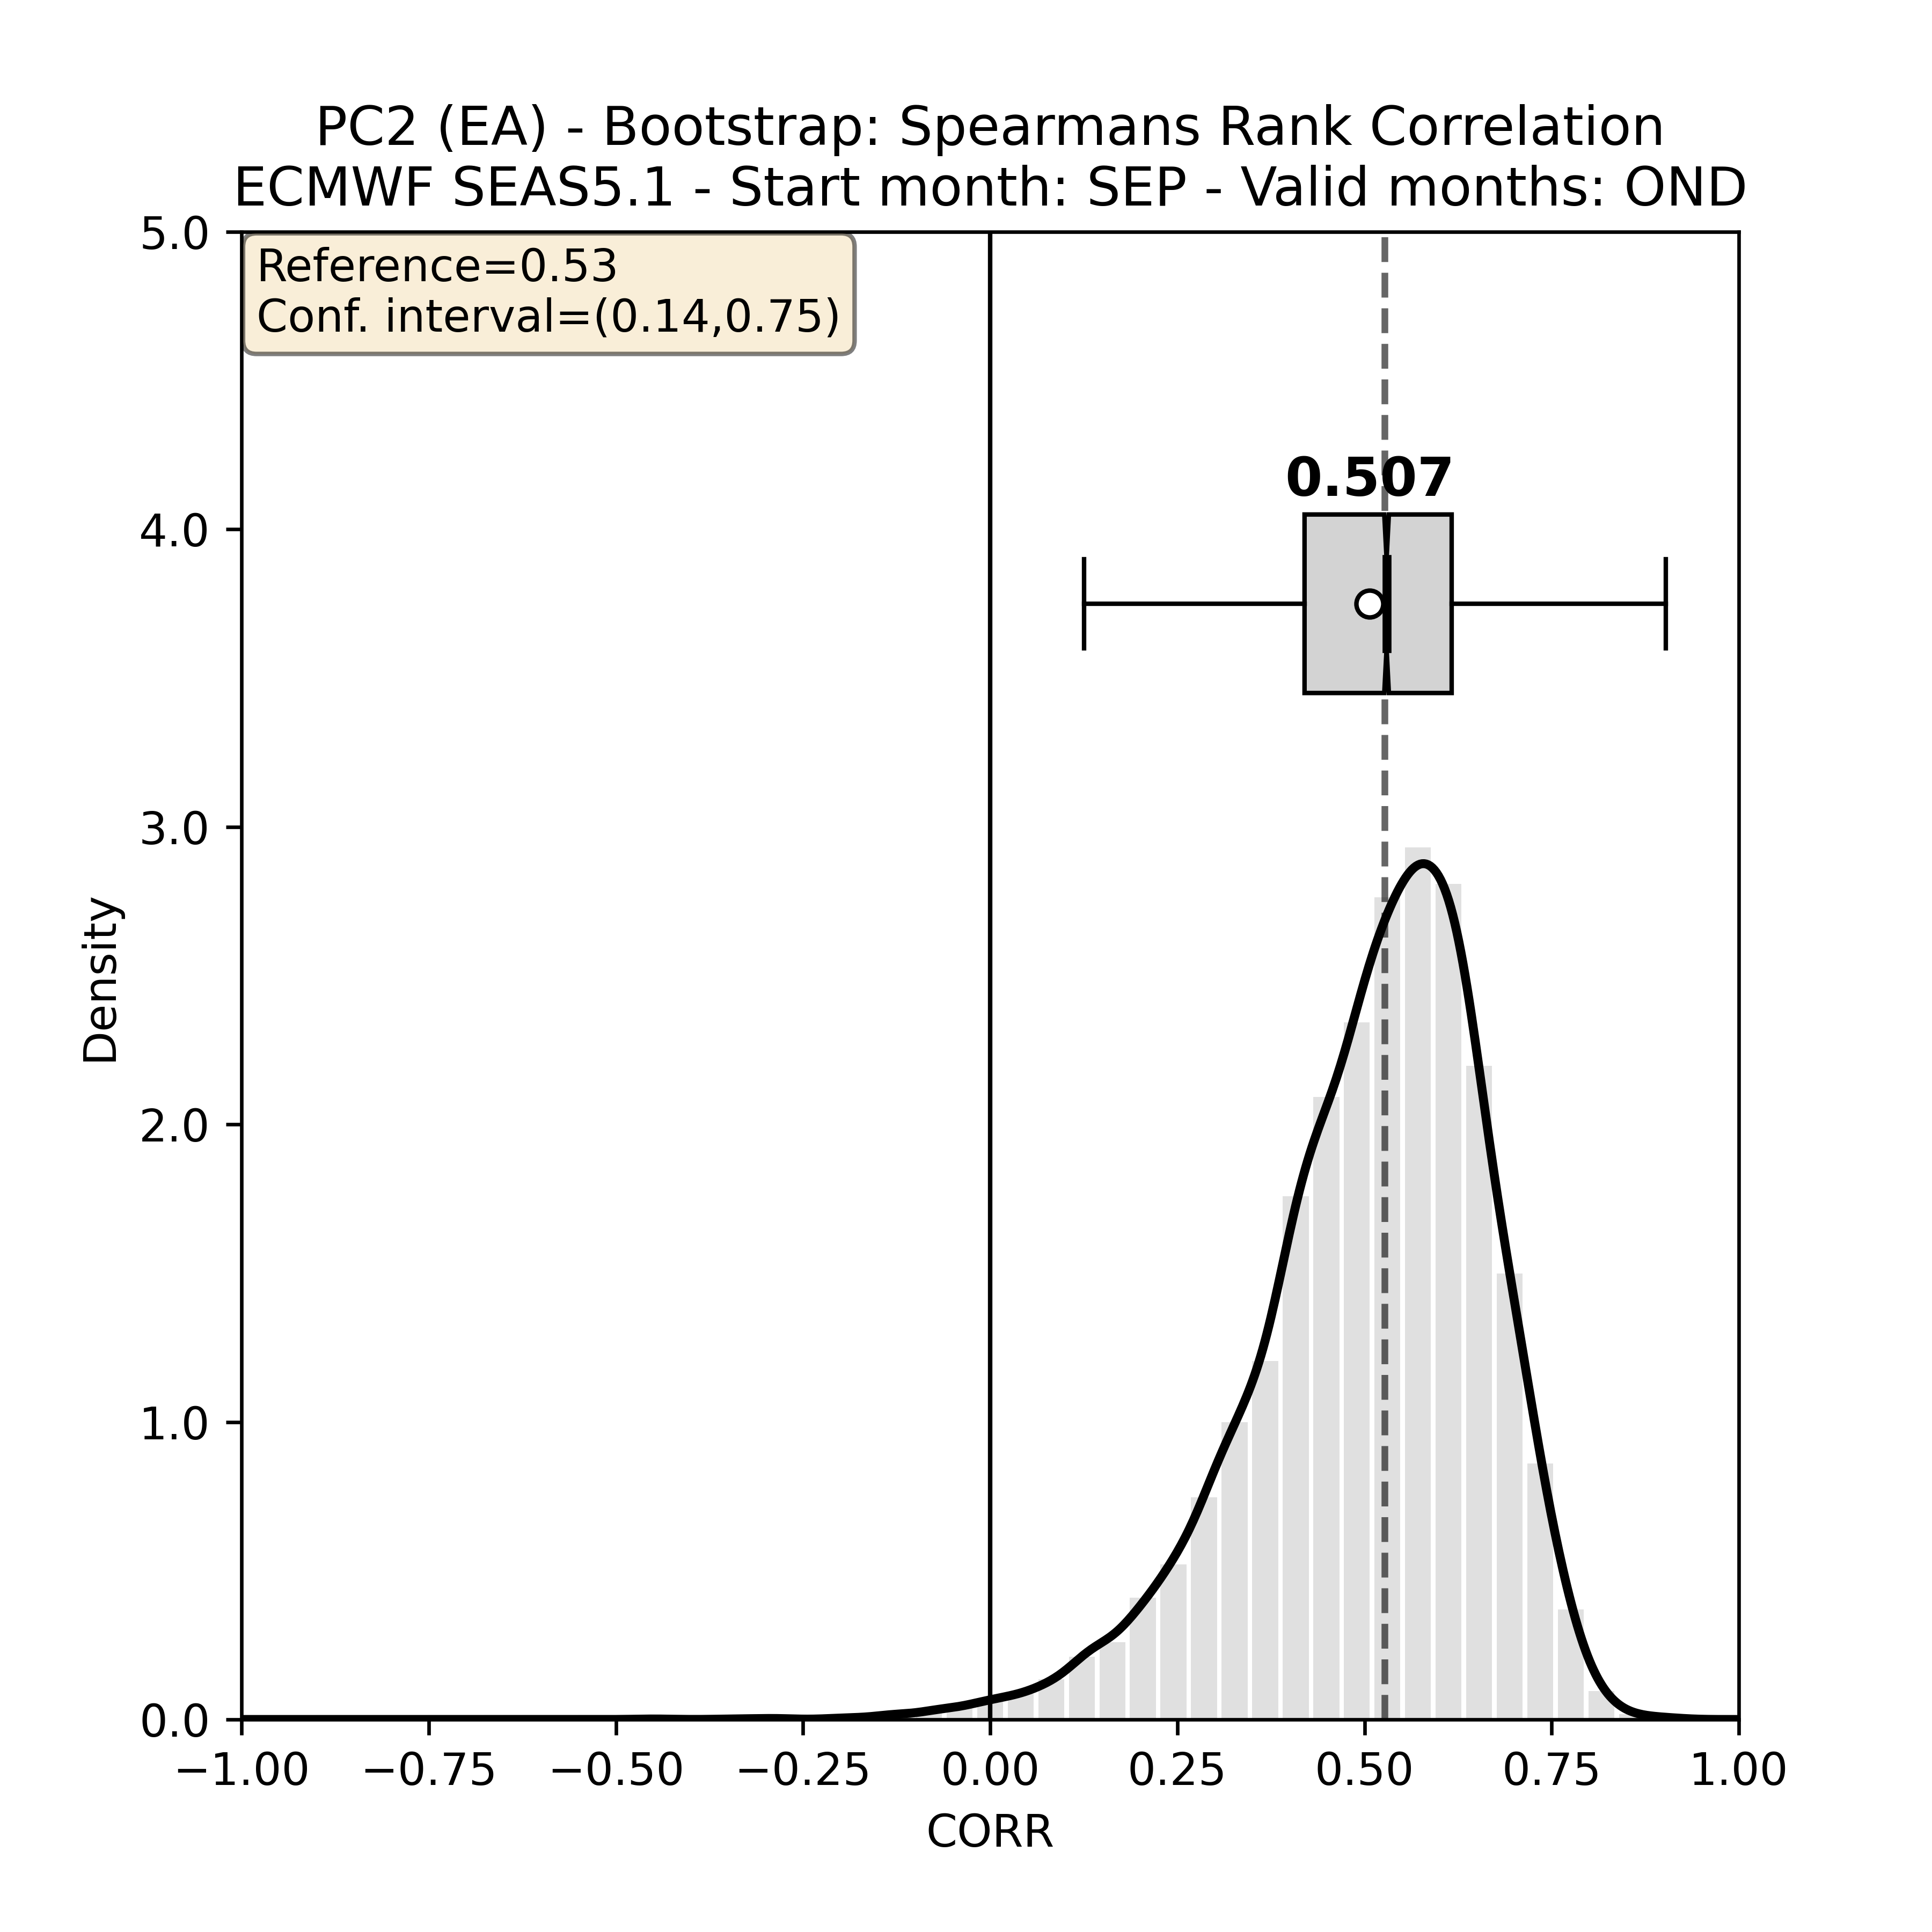 PC2 (EA) - Bootstrap: Spearmans Rank Correlation
ECMWF SEAS5.1 - Start month: SEP - Valid months: OND
Reference=0.53
Conf. interval=(0.14,0.75)
0.507
5.0
4.0
3.0
2.0
1.0
0.0
Density
−1.00 −0.75 −0.50 −0.25 0.00 0.25 0.50 0.75 1.00
CORR